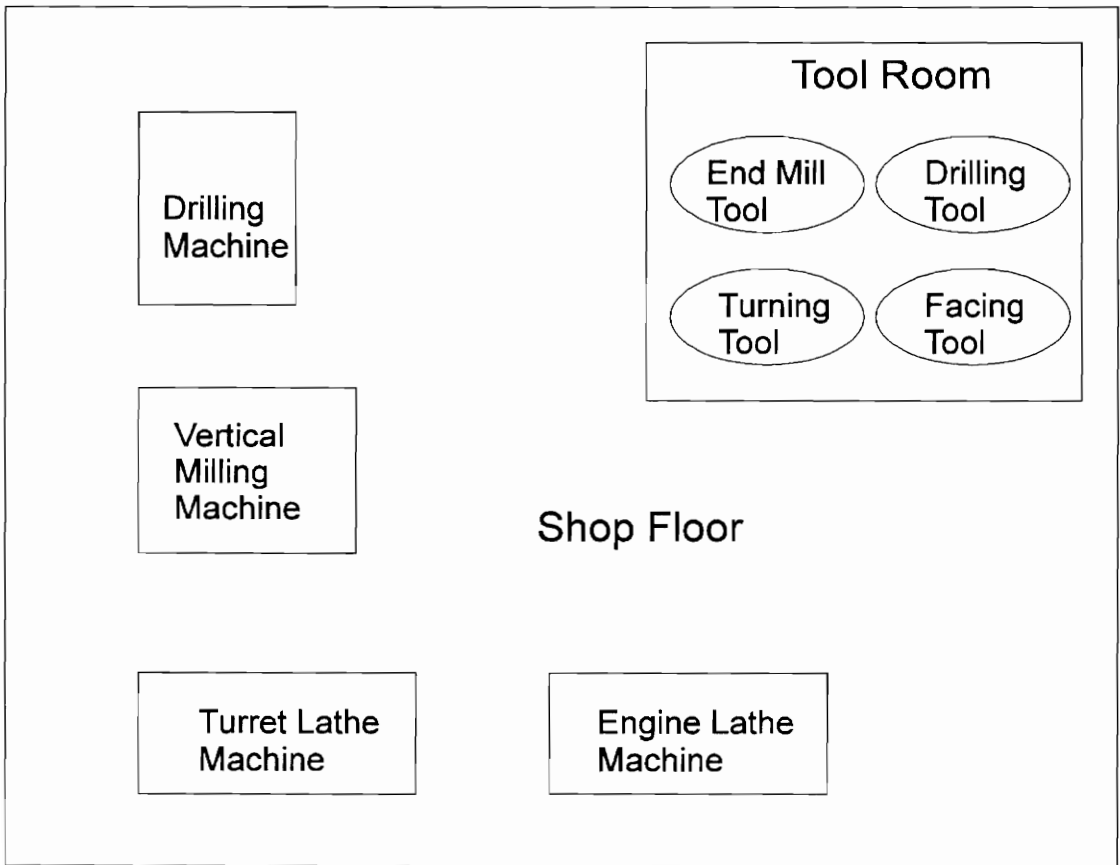 Tool Room
End Mill
Tool
Drilling
Tool
Turning
Tool
Facing
Tool
Drilling
Machine
Vertical
Milling
Machine
Shop Floor
Turret Lathe
Machine
Engine Lathe
Machine